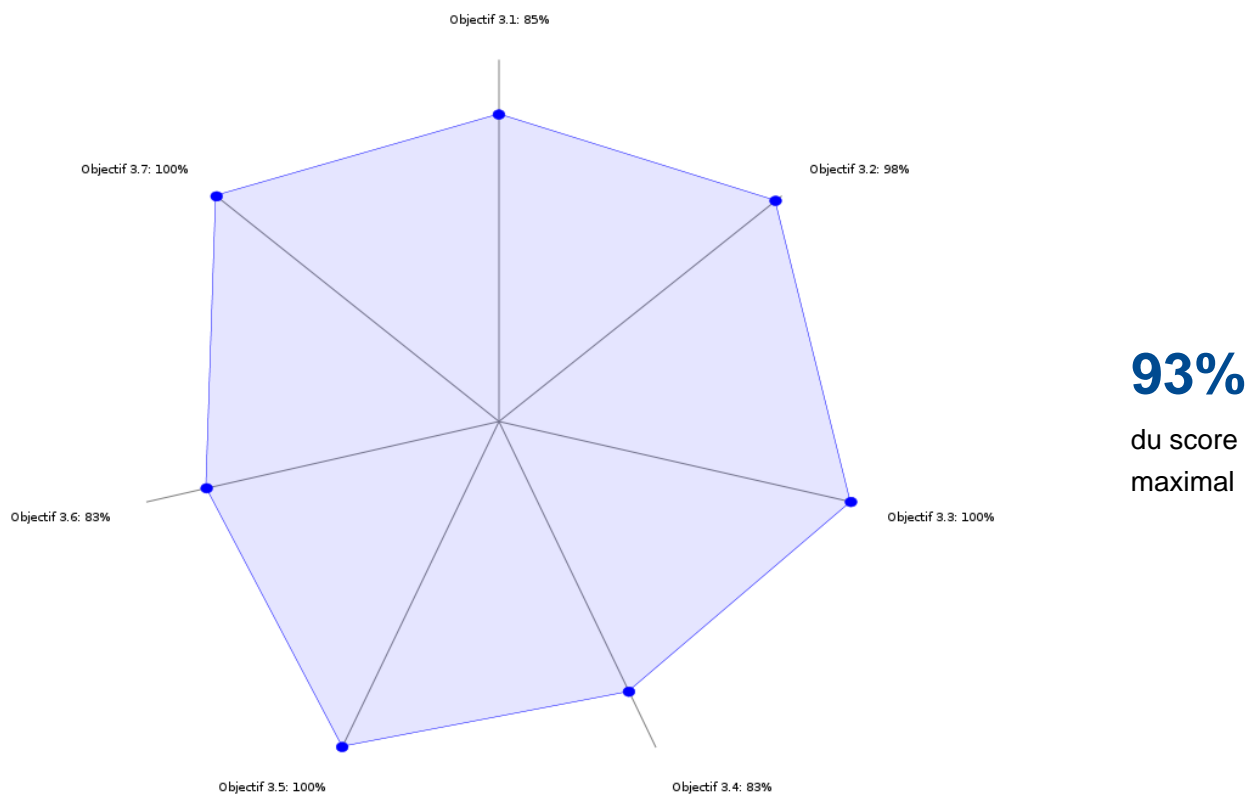 Objectif 3.1: 85%
Objectif 3.7: 100%
Objectif 3.2: 98%
93%
du score
maximal
Objectif 3.6: 83%
Objectif 3.3: 100%
Objectif 3.5: 100%
Objectif 3.4: 83%